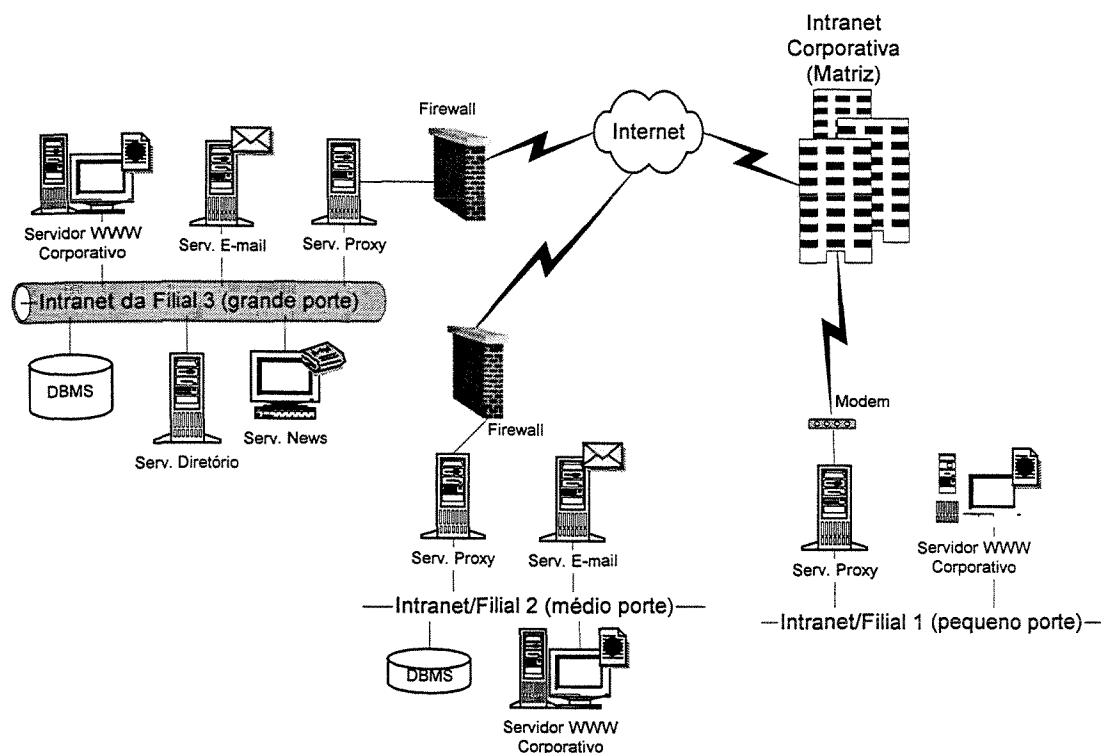 Intranet
Corporativa
(Matriz)
Firewall
Internet
Servidor WWW
Corporativo
Serv. E-mail
Serv. Proxy
Intranet da Filial 3 (grande porte)
DBMS
Serv. Diretório
Serv. News
Firewall
Modem
Serv. Proxy
Serv. E-mail
Serv. Proxy
Servidor WWW
Corporativo
Intranet/Filial 2 (médio porte)
Intranet/Filial 1 (pequeno porte)
DBMS
Servidor WWW
Corporativo